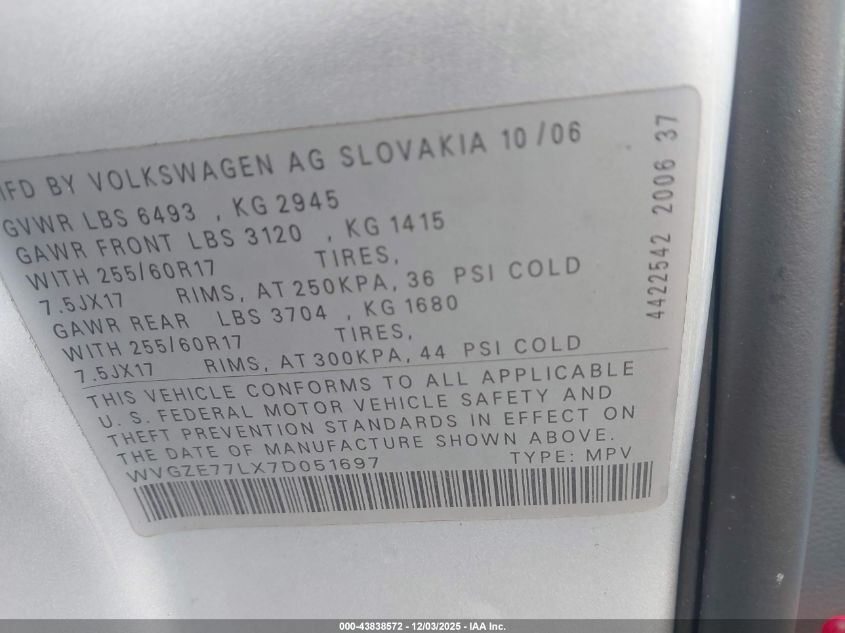 MFD BY VOLKSWAGEN AG SLOVAKIA 10/06
GVWR LBS 6493 , KG 2945
GAWR FRONT LBS 3120 , KG 1415
WITH 255/60R17 TIRES,
7.5JX17 RIMS, AT 250KPA, 36 PSI COLD
GAWR REAR LBS 3704 , KG 1680
WITH 255/60R17 TIRES,
7.5JX17 RIMS, AT 300KPA, 44 PSI COLD
THIS VEHICLE CONFORMS TO ALL APPLICABLE
U. S. FEDERAL MOTOR VEHICLE SAFETY AND
THEFT PREVENTION STANDARDS IN EFFECT ON
THE DATE OF MANUFACTURE SHOWN ABOVE.
WVGZE77LX7D051697 TYPE: MPV
4422542 2006 37
000-43838572 - 12/03/2025 - IAA Inc.